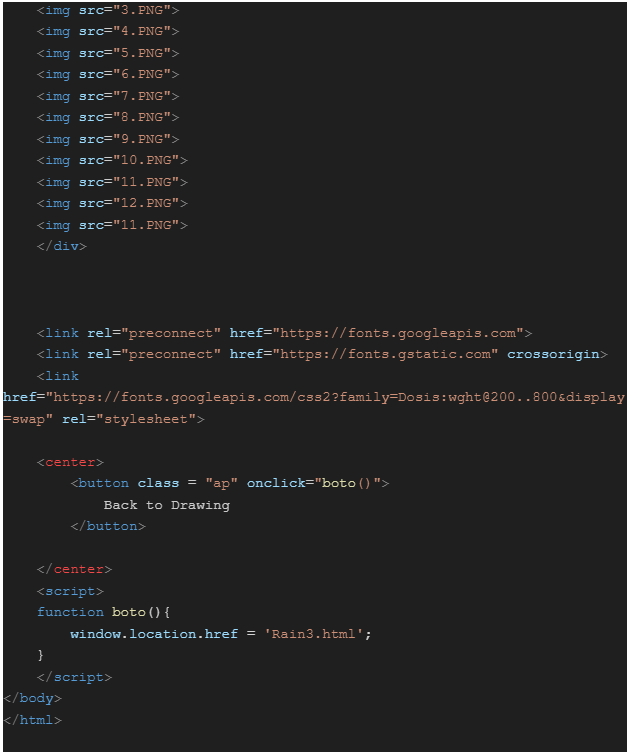 <img src="3.PNG">
<img src="4.PNG">
<img src="5.PNG">
<img src="6.PNG">
<img src="7.PNG">
<img src="8.PNG">
<img src="9.PNG">
<img src="10.PNG">
<img src="11.PNG">
<img src="12.PNG">
<img src="11.PNG">
</div>
<link rel="preconnect" href="https://fonts.googleapis.com">
<link rel="preconnect" href="https://fonts.gstatic.com" crossorigin>
<link
href="https://fonts.googleapis.com/css2?family=Dosis:wght@200..800&display
=swap" rel="stylesheet">
<center>
<button class = "ap" onclick="boto()">
Back to Drawing
</button>
</center>
<script>
function boto(){
window.location.href = 'Rain3.html';
}
</script>
</body>
</html>